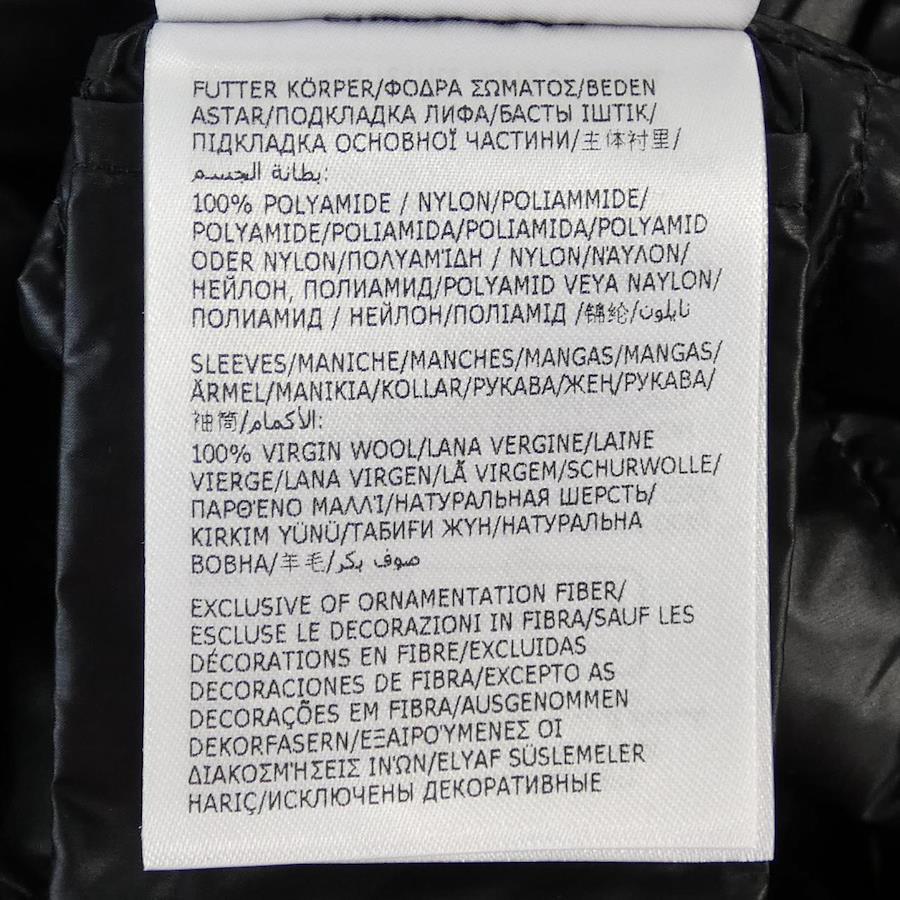 FUTTER KÖRPER/ΦΟΔΡΑ ΣΩΜΑΤΟΣ/BEDEN
ASTAR/ПОДКЛАДКА ЛИФА/БАСТЫ ІШТІК/
ПІДКЛАДКА ОСНОВНОЇ ЧАСТИНИ/主体衬里/
بطانة الجسم:
100% POLYAMIDE / NYLON/POLIAMMIDE/
POLYAMIDE/POLIAMIDA/POLIAMIDA/POLYAMID
ODER NYLON/ΠΟΛΥΑΜΊΔΗ / NYLON/ΝΆΥΛΟΝ/
НЕЙЛОН, ПОЛИАМИД/POLYAMID VEYA NAYLON/
ПОЛИАМИД / НЕЙЛОН/ПОЛІАМІД /锦纶/نايلون
SLEEVES/MANICHE/MANCHES/MANGAS/MANGAS/
ÄRMEL/ΜΑΝΙΚΙΑ/KOLLAR/РУКАВА/ЖЕҢ/РУКАВА/
袖筒/الأكمام:
100% VIRGIN WOOL/LANA VERGINE/LAINE
VIERGE/LANA VIRGEN/LÃ VIRGEM/SCHURWOLLE/
ΠΑΡΘΈΝΟ ΜΑΛΛΊ/НАТУРАЛЬНАЯ ШЕРСТЬ/
KIRKIM YÜNÜ/ТАБИҒИ ЖҮН/НАТУРАЛЬНА
ВОВНА/羊毛/صوف بكر
EXCLUSIVE OF ORNAMENTATION FIBER/
ESCLUSE LE DECORAZIONI IN FIBRA/SAUF LES
DÉCORATIONS EN FIBRE/EXCLUIDAS
DECORACIONES DE FIBRA/EXCEPTO AS
DECORAÇÕES EM FIBRA/AUSGENOMMEN
DEKORFASERN/ΕΞΑΙΡΟΎΜΕΝΕΣ ΟΙ
ΔΙΑΚΟΣΜΉΣΕΙΣ ΙΝΏΝ/ELYAF SÜSLEMELER
HARİÇ/ИСКЛЮЧЕНЫ ДЕКОРАТИВНЫЕ